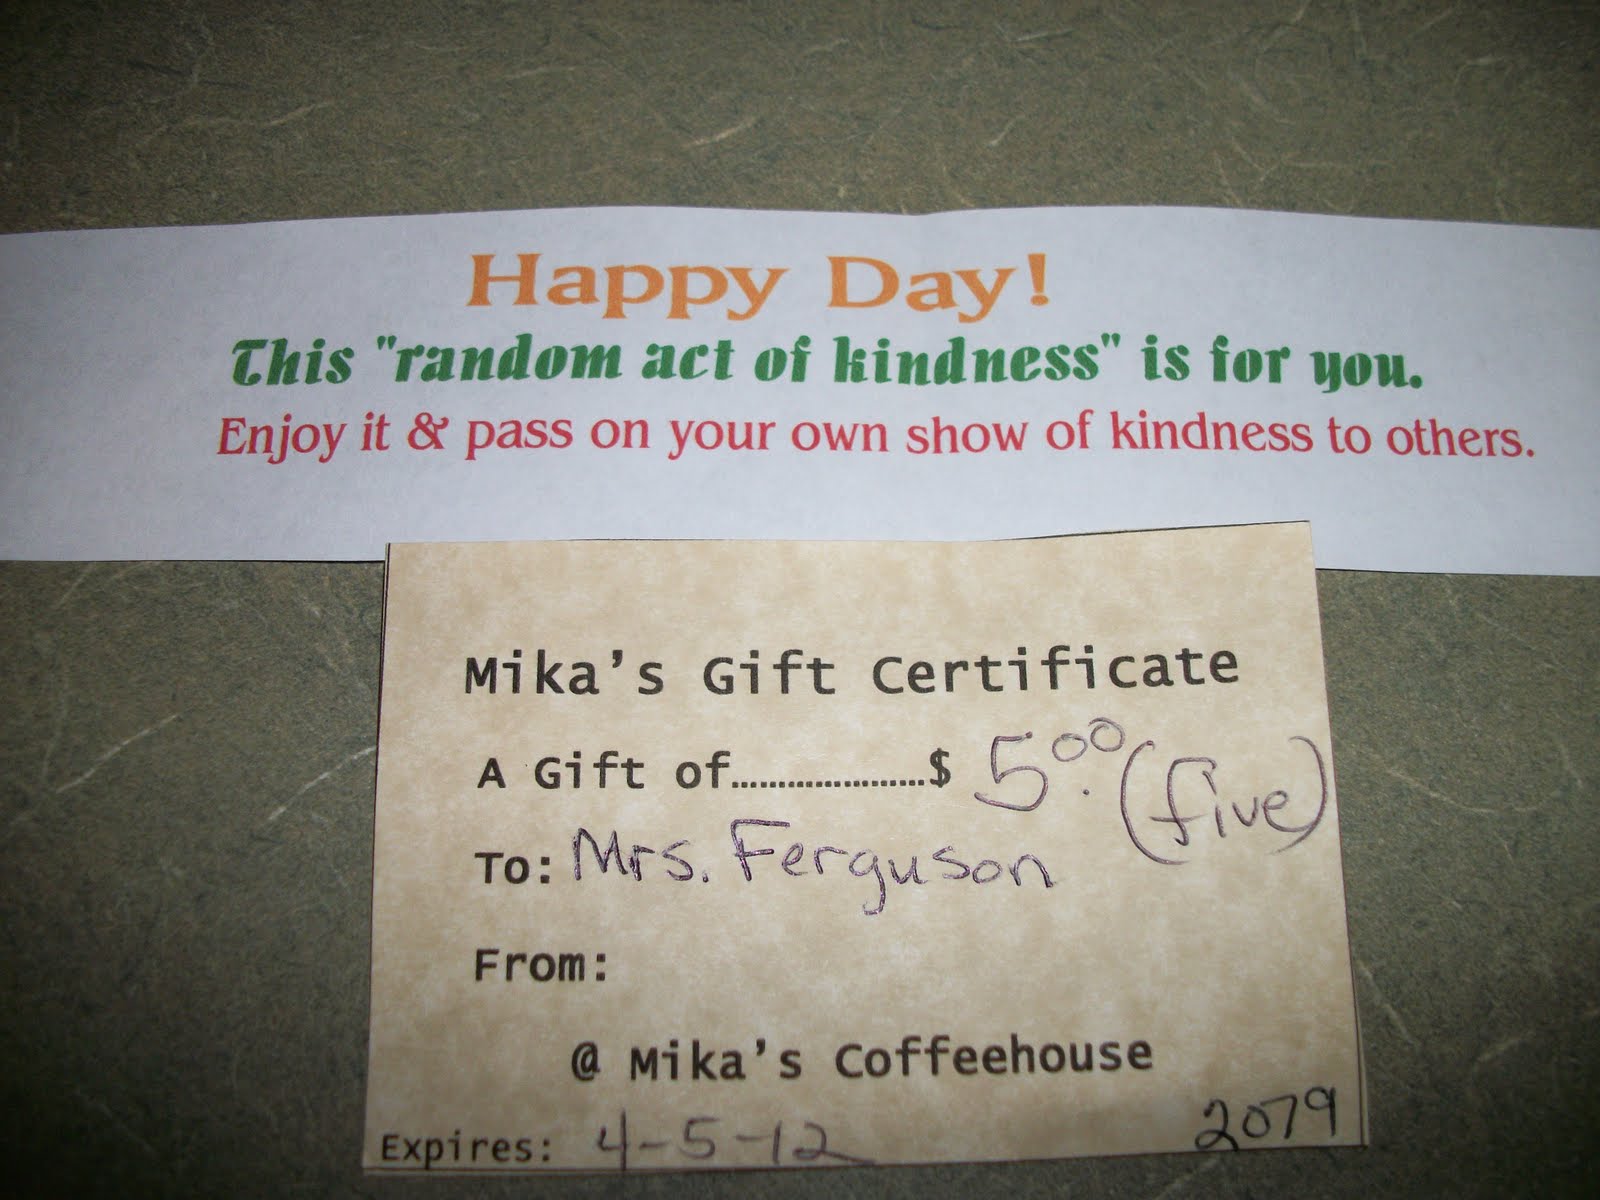 Happy Day!
This "random act of kindness" is for you.
Enjoy it & pass on your own show of kindness to others.
Mika's Gift Certificate
A Gift of....................$ 5.00 (five)
To: Mrs. Ferguson
From:
@ Mika's Coffeehouse
Expires: 4-5-12 2079